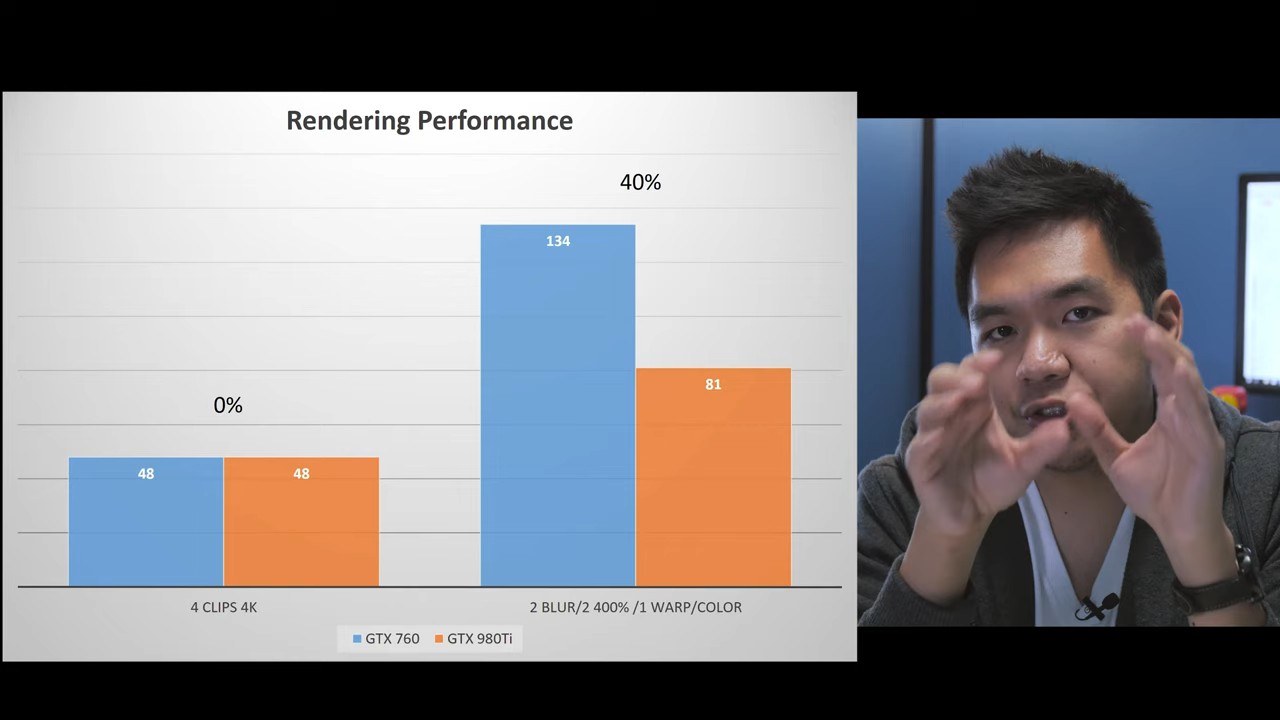 Rendering Performance
40%
134
81
0%
48 48
4 CLIPS 4K 2 BLUR/2 400% /1 WARP/COLOR
GTX 760 GTX 980Ti